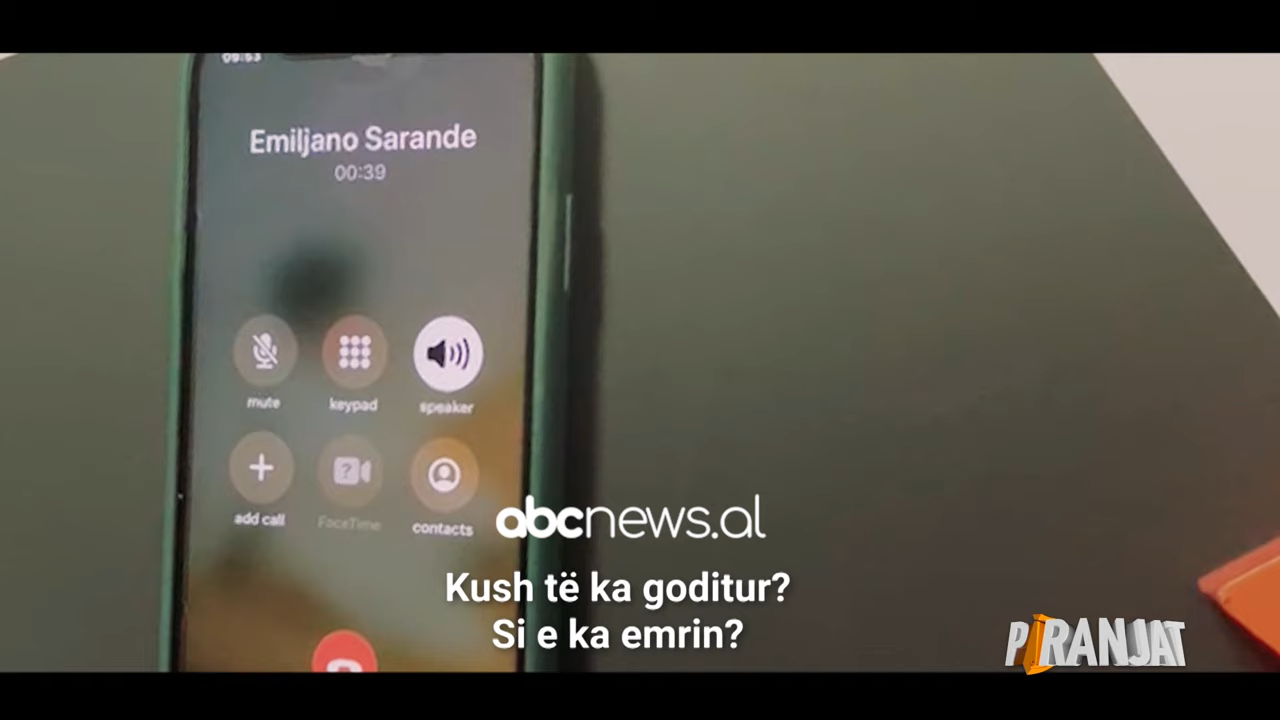 09:53
Emiljano Sarande
00:39
mute keypad speaker
add call FaceTime contacts
abcnews.al
Kush të ka goditur?
Si e ka emrin?
PIRANJAT